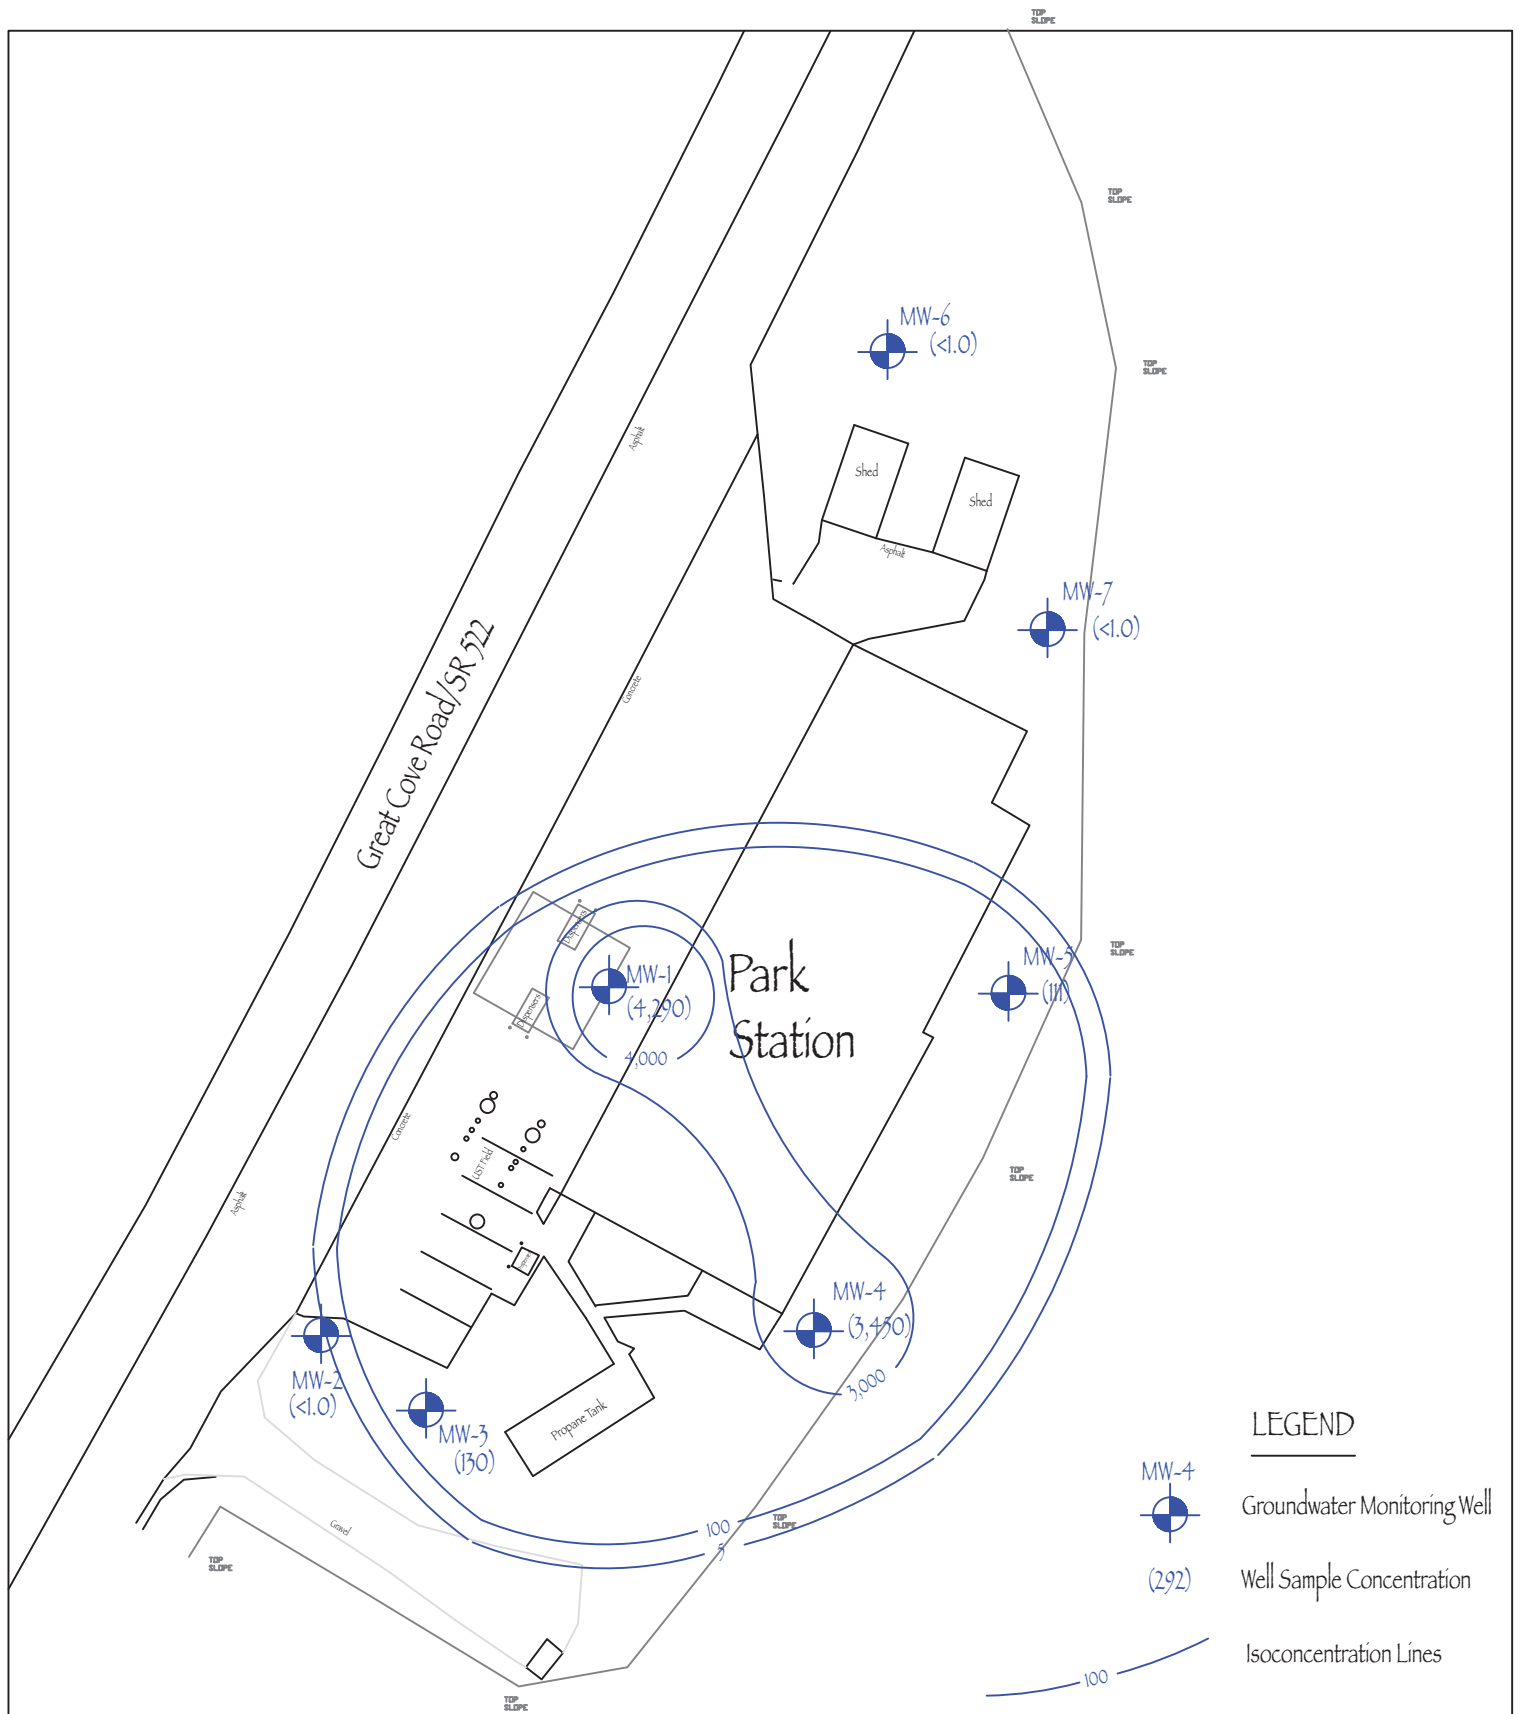 TOP
SLOPE
TOP
SLOPE
MW-6
(<1.0)
TOP
SLOPE
Asphalt
Shed
Shed
Asphalt
MW-7
(<1.0)
Great Cove Road/SR 522
Concrete
Dispensers
Park
Station
MW-5
(111)
TOP
SLOPE
MW-1
(4,290)
Dispensers
4,000
Concrete
UST Field
TOP
SLOPE
Asphalt
Dispenser
MW-4
(3,450)
MW-2
(<1.0)
3,000
MW-3
(130)
Propane Tank
LEGEND
MW-4
Groundwater Monitoring Well
Gravel
100
TOP
SLOPE
5
TOP
SLOPE
(292)
Well Sample Concentration
Isoconcentration Lines
100
TOP
SLOPE